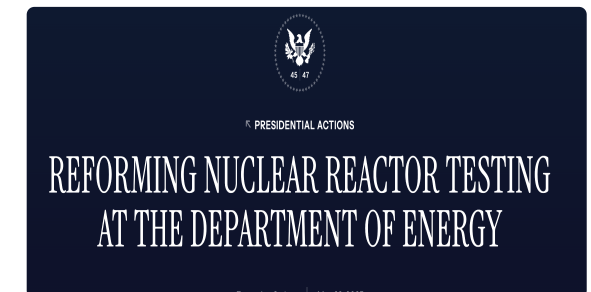 45 47
PRESIDENTIAL ACTIONS
REFORMING NUCLEAR REACTOR TESTING
AT THE DEPARTMENT OF ENERGY